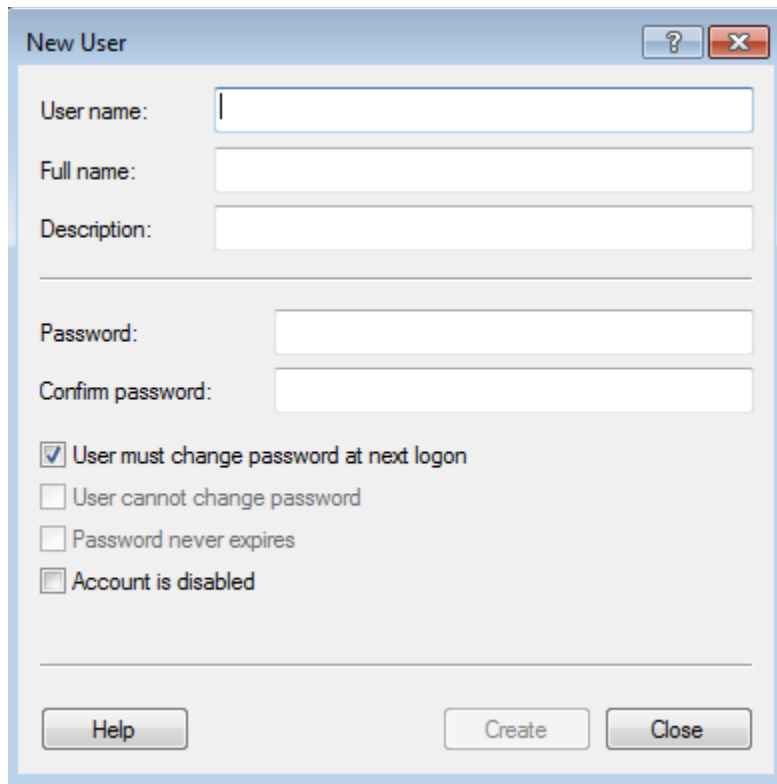 New User
User name:
Full name:
Description:
Password:
Confirm password:
User must change password at next logon
User cannot change password
Password never expires
Account is disabled
Help Create Close